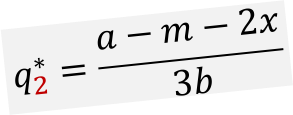 q₂* = (a − m − 2x) / 3b